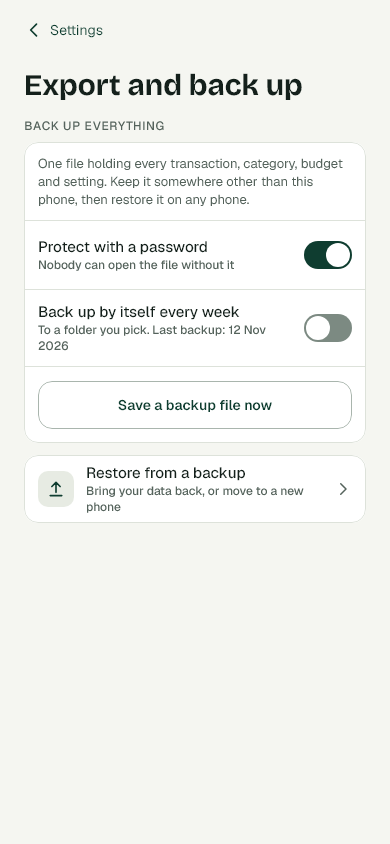 Settings
Export and back up
BACK UP EVERYTHING
One file holding every transaction, category, budget
and setting. Keep it somewhere other than this
phone, then restore it on any phone.
Protect with a password
Nobody can open the file without it
Back up by itself every week
To a folder you pick. Last backup: 12 Nov
2026
Save a backup file now
Restore from a backup
Bring your data back, or move to a new
phone